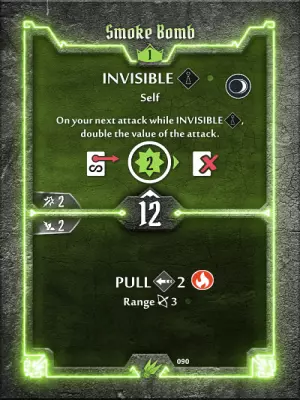 Smoke Bomb
1
INVISIBLE
Self
On your next attack while INVISIBLE ,
double the value of the attack.
S 2
2
12
2
PULL 2
Range 3
090